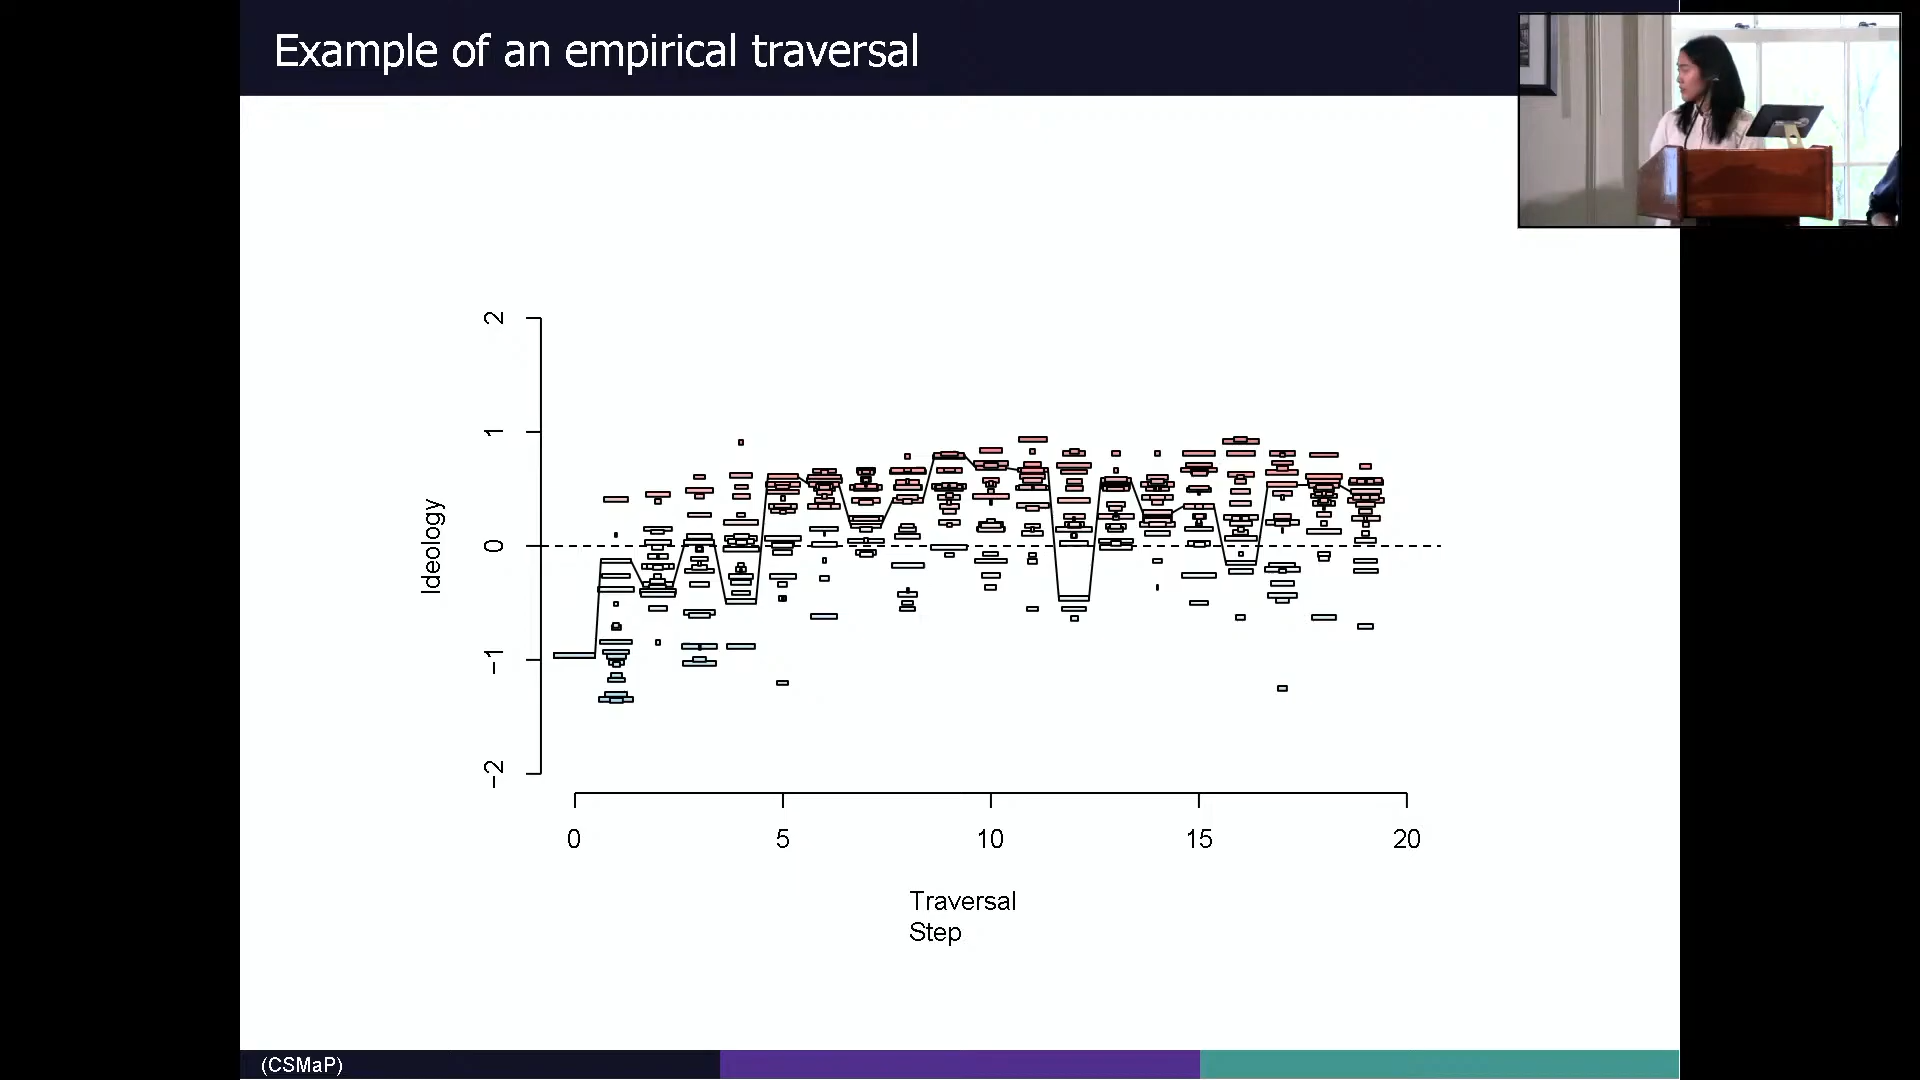 Example of an empirical traversal
2
1
0
−1
−2
Ideology
0 5 10 15 20
Traversal
Step
(CSMaP)